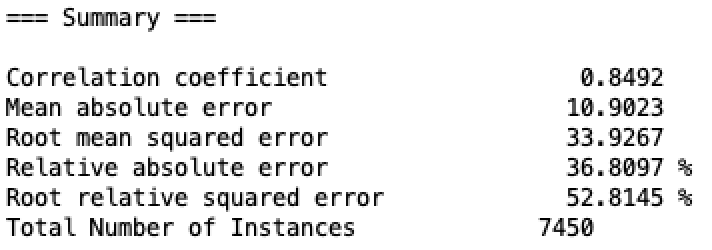 === Summary ===
Correlation coefficient 0.8492
Mean absolute error 10.9023
Root mean squared error 33.9267
Relative absolute error 36.8097 %
Root relative squared error 52.8145 %
Total Number of Instances 7450